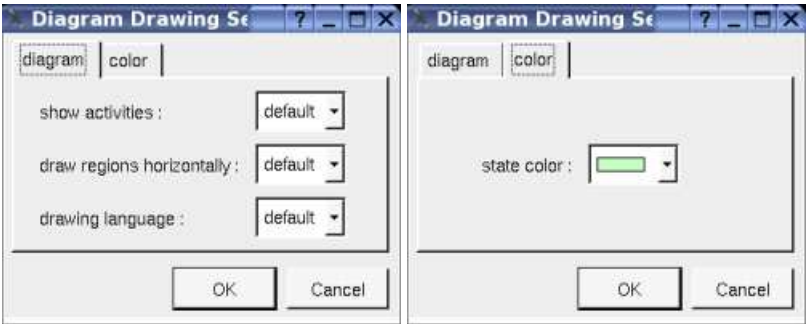 Diagram Drawing Se ?
diagram color
show activities : default
draw regions horizontally : default
drawing language : default
OK Cancel
Diagram Drawing Se ?
diagram color
state color :
OK Cancel